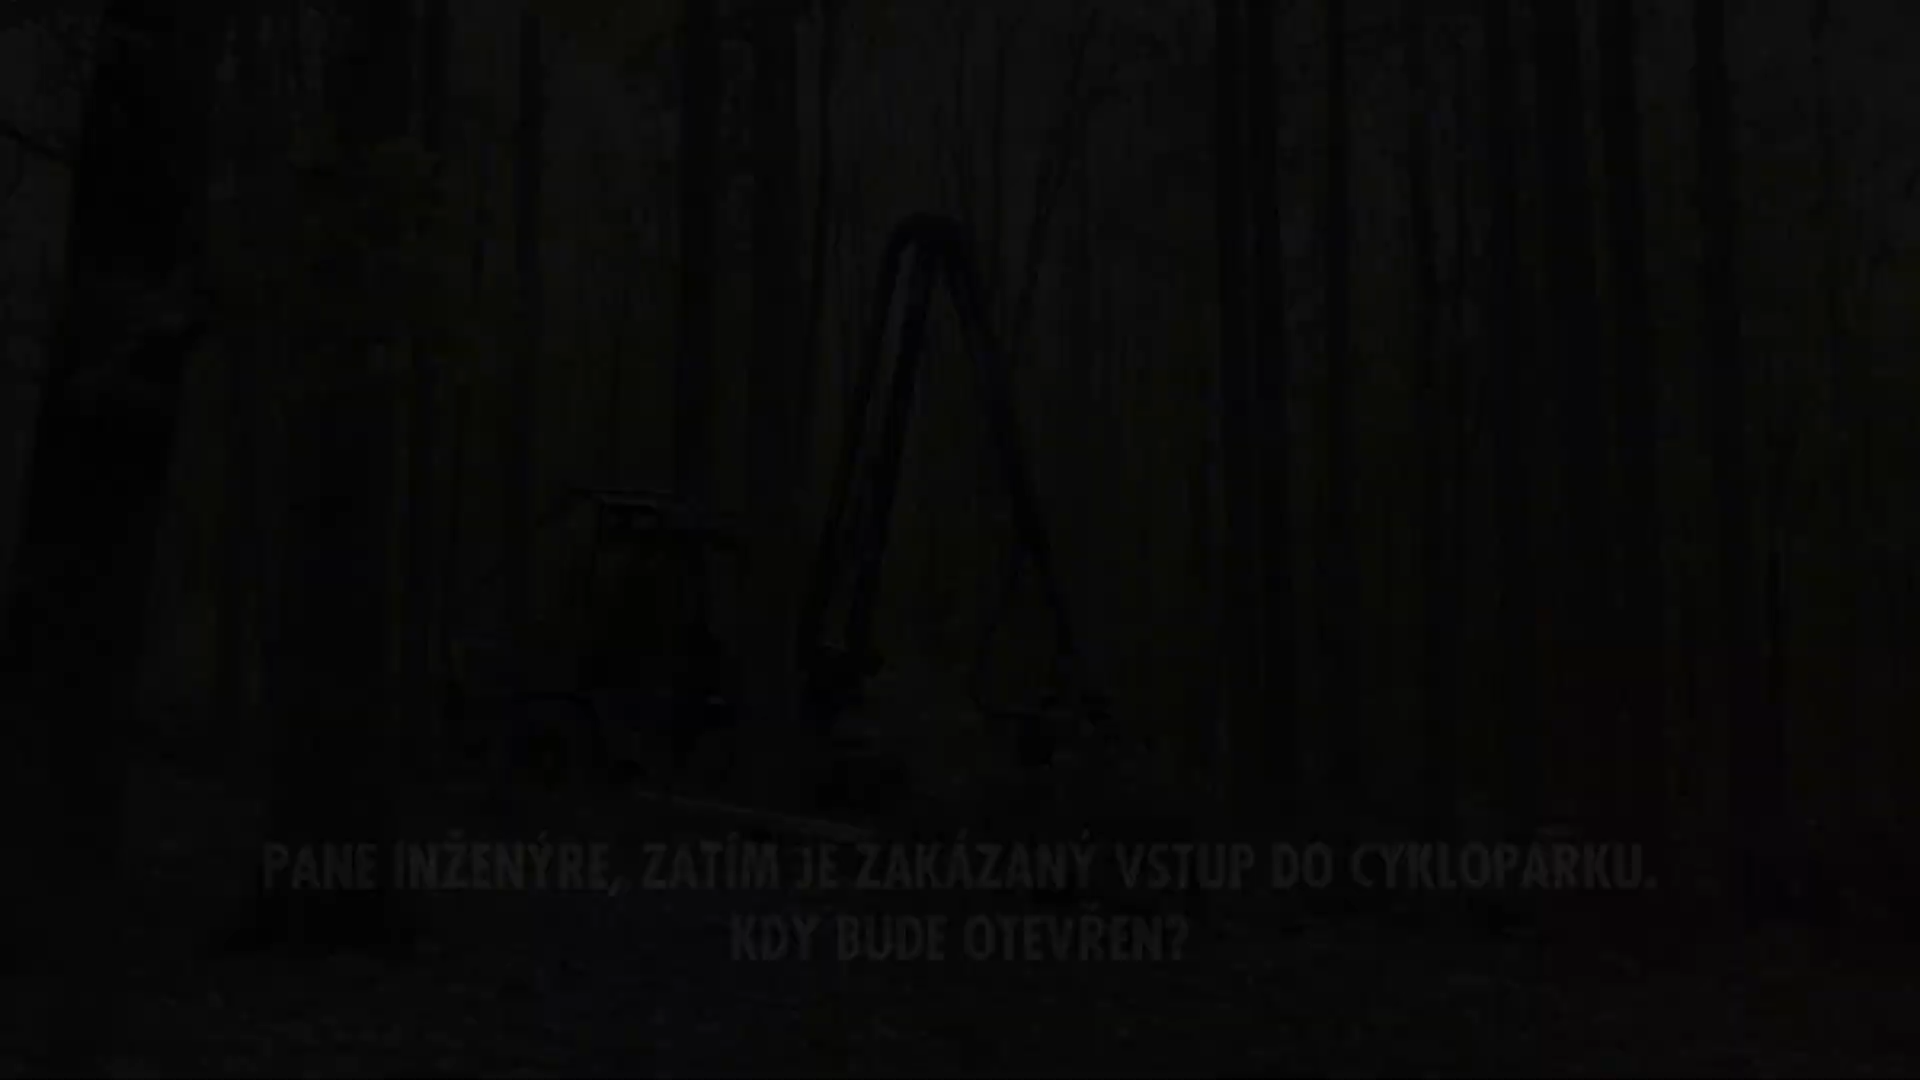 PANE INŽENÝRE, ZATÍM JE ZAKÁZANÝ VSTUP DO CYKLOPARKU.
KDY BUDE OTEVŘEN?